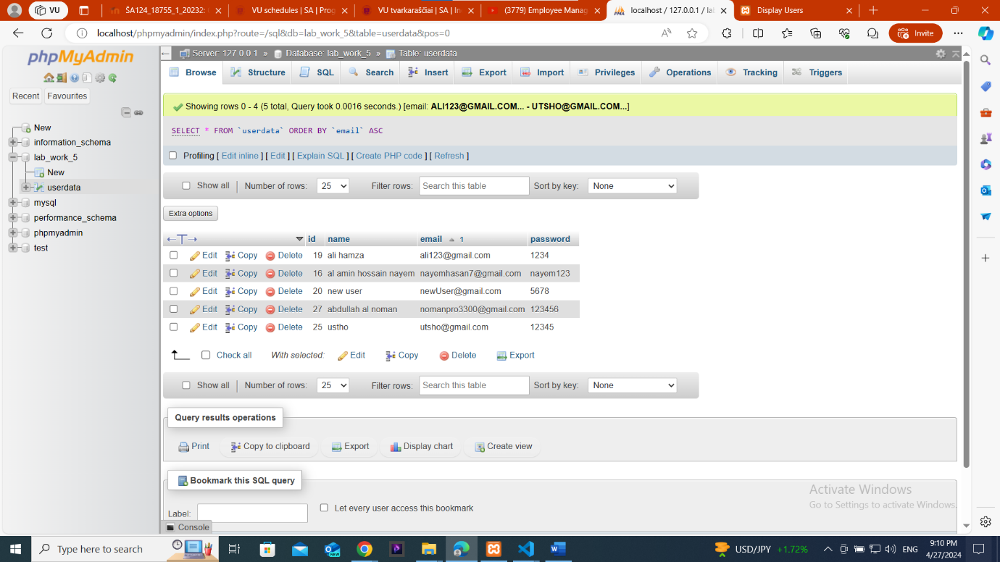 VU
ŠA124_18755_1_20232:
VU schedules | SA | Prog
VU tvarkaraščiai | SA | In
(3779) Employee Manag
localhost / 127.0.0.1 / la
Display Users
localhost/phpmyadmin/index.php?route=/sql&db=lab_work_5&table=userdata&pos=0
Invite
phpMyAdmin
Recent Favourites
New
information_schema
lab_work_5
New
userdata
mysql
performance_schema
phpmyadmin
test
Server: 127.0.0.1 » Database: lab_work_5 » Table: userdata
Browse Structure SQL Search Insert Export Import Privileges Operations Tracking Triggers
Showing rows 0 - 4 (5 total, Query took 0.0016 seconds.) [email: ALI123@GMAIL.COM... - UTSHO@GMAIL.COM...]
SELECT * FROM `userdata` ORDER BY `email` ASC
Profiling [ Edit inline ] [ Edit ] [ Explain SQL ] [ Create PHP code ] [ Refresh ]
Show all Number of rows: 25 Filter rows: Search this table Sort by key: None
Extra options
←T→ id name email 1 password
Edit Copy Delete 19 ali hamza ali123@gmail.com 1234
Edit Copy Delete 16 al amin hossain nayem nayemhasan7@gmail.com nayem123
Edit Copy Delete 20 new user newUser@gmail.com 5678
Edit Copy Delete 27 abdullah al noman nomanpro3300@gmail.com 123456
Edit Copy Delete 25 ustho utsho@gmail.com 12345
Check all With selected: Edit Copy Delete Export
Show all Number of rows: 25 Filter rows: Search this table Sort by key: None
Query results operations
Print Copy to clipboard Export Display chart Create view
Bookmark this SQL query
Label: Let every user access this bookmark
Console
Activate Windows
Go to Settings to activate Windows.
Type here to search
USD/JPY +1.72%
ENG
9:10 PM
4/27/2024